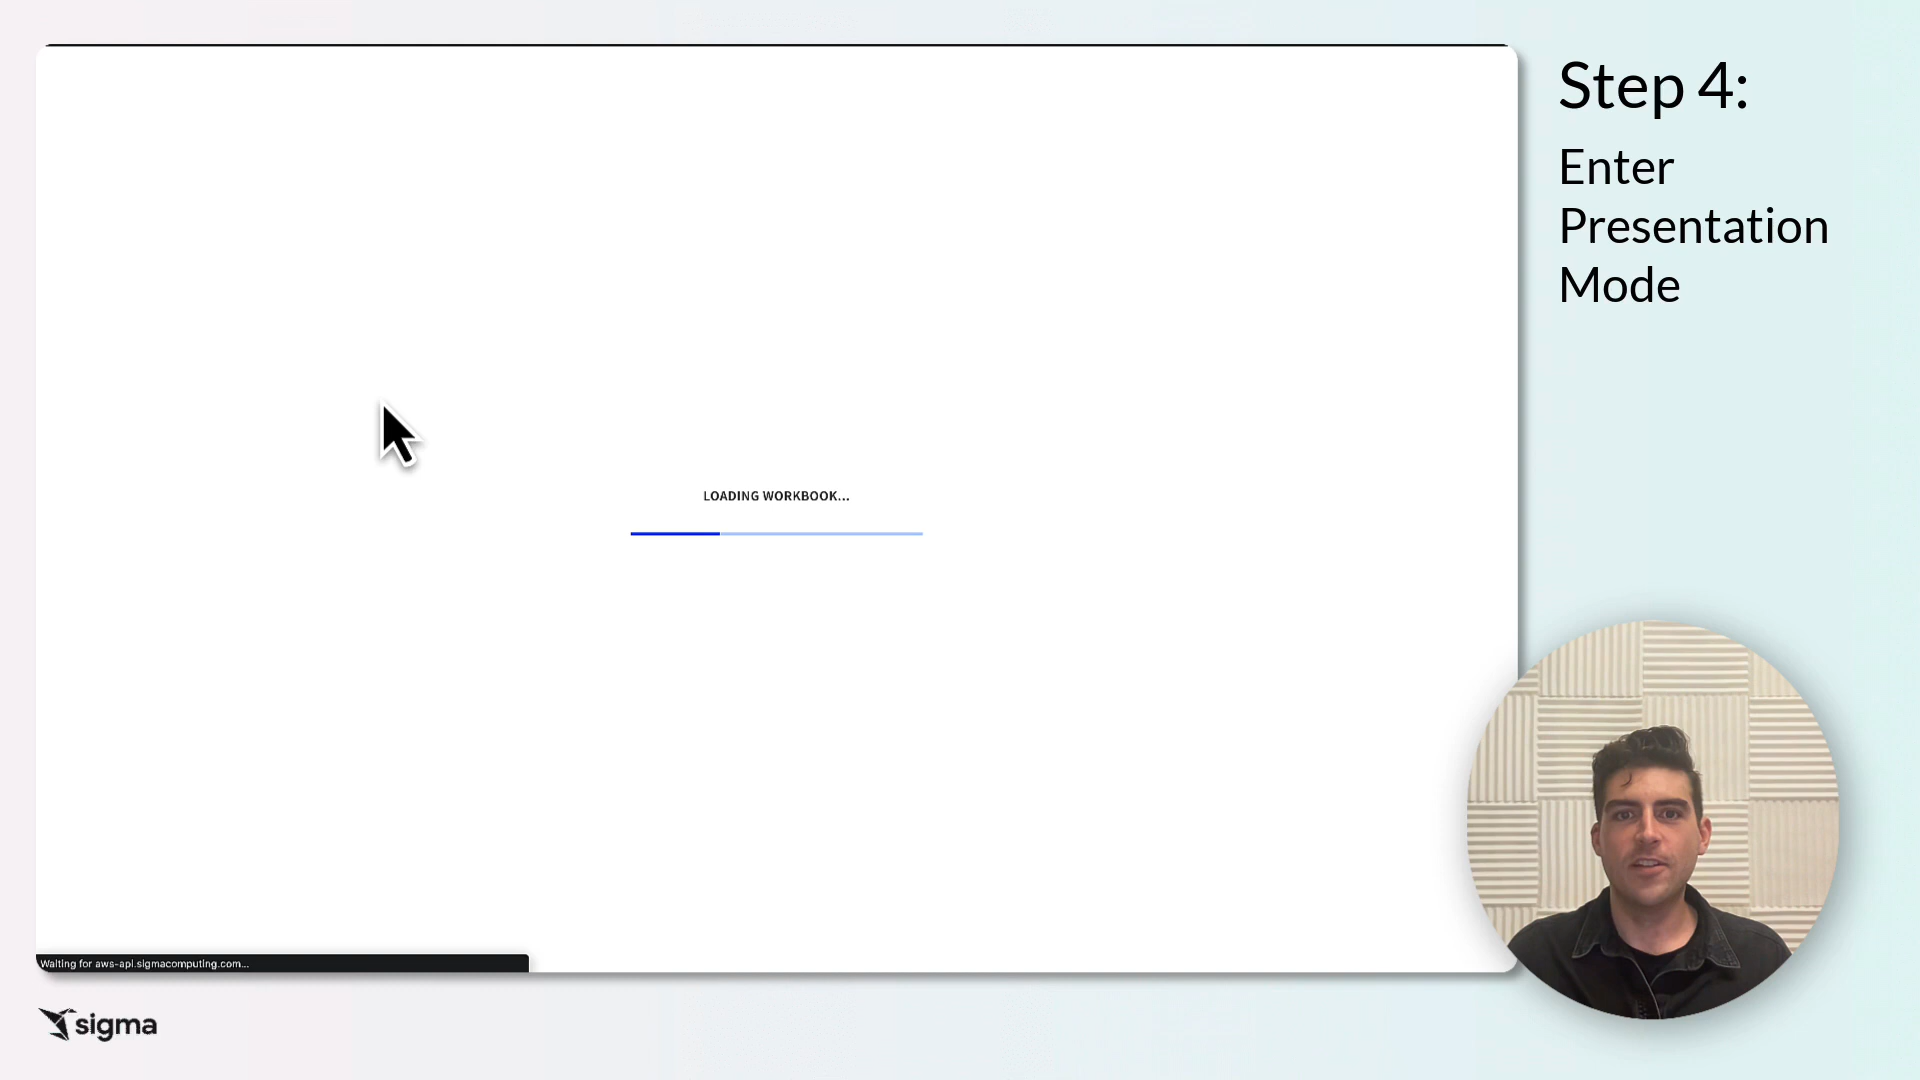 Step 4:
Enter
Presentation
Mode
LOADING WORKBOOK...
Waiting for aws-api.sigmacomputing.com...
sigma